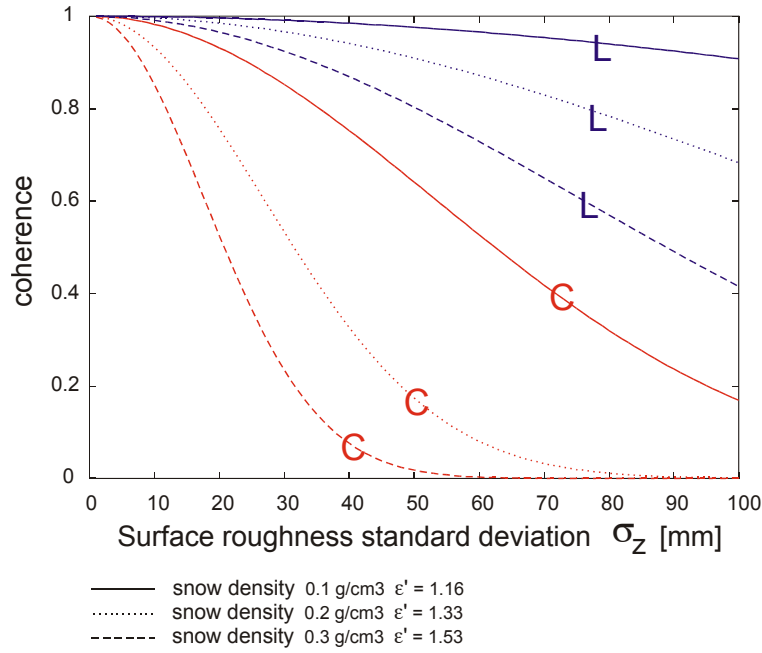 1
0.8
0.6
0.4
0.2
0
coherence
L
L
L
C
C
C
0 10 20 30 40 50 60 70 80 90 100
Surface roughness standard deviation σz [mm]
snow density 0.1 g/cm3 ε' = 1.16
snow density 0.2 g/cm3 ε' = 1.33
snow density 0.3 g/cm3 ε' = 1.53